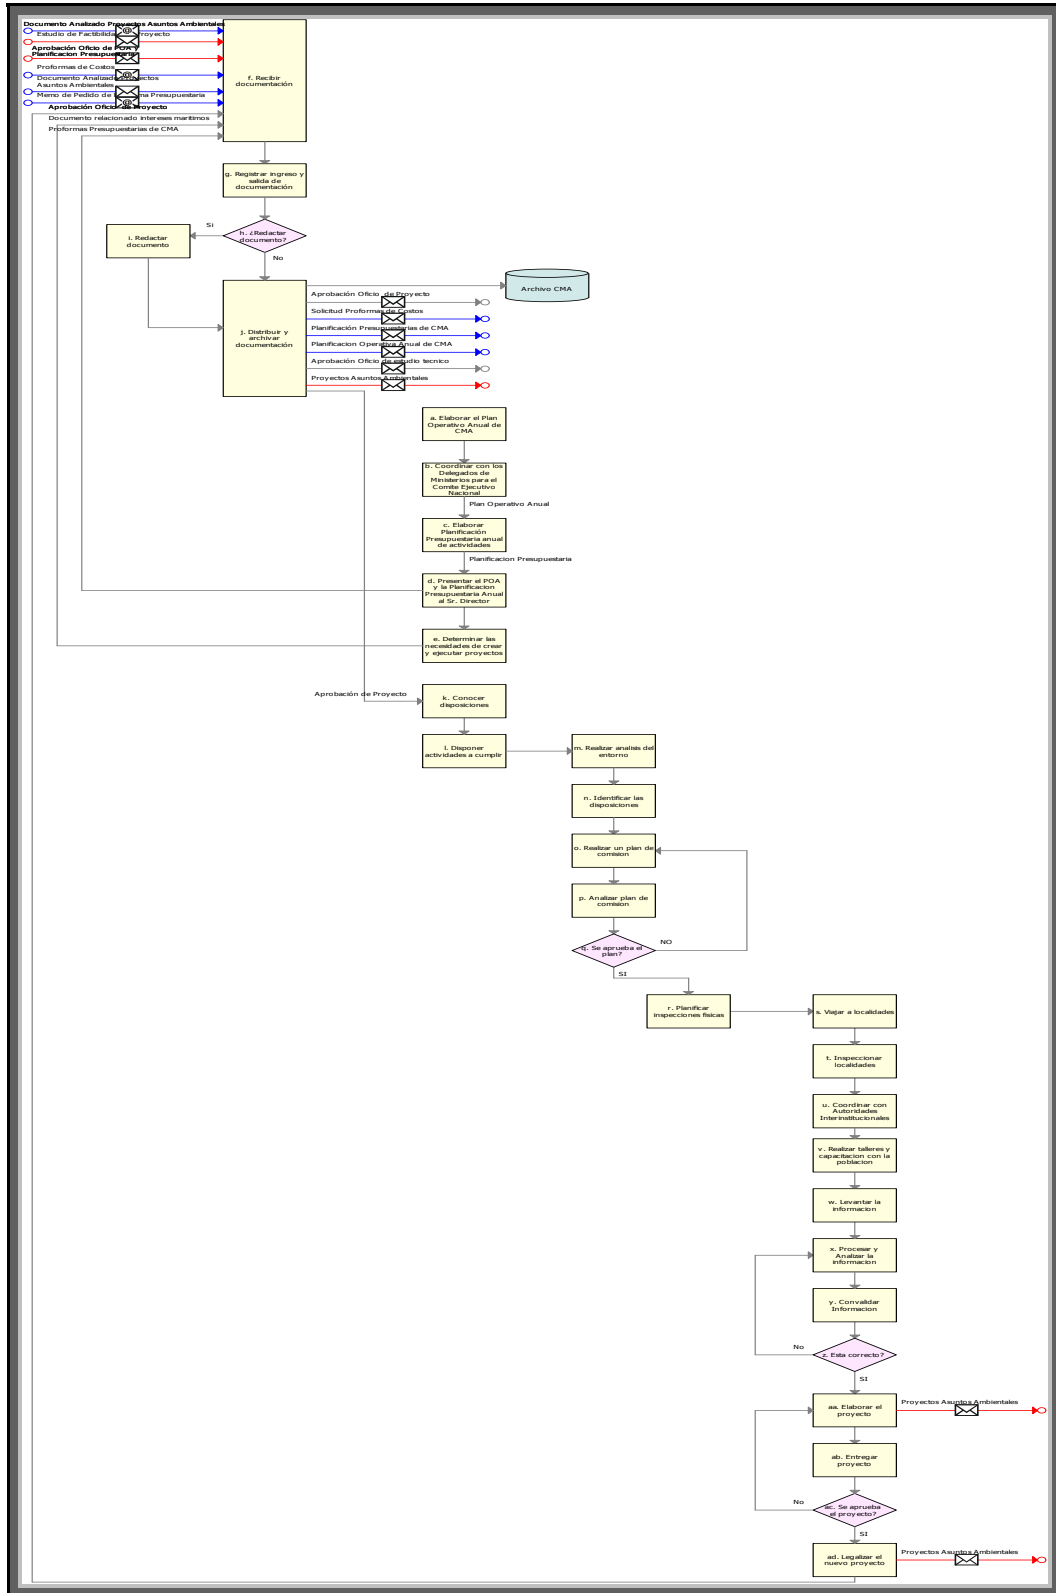 Documento Analizado Proyectos Asuntos Ambientales
Estudio de Factibilidad Proyecto
Aprobación Oficio de POA y
Planificacion Presupuestaria
Proformas de Costos
Documento Analizado Proyectos
Asuntos Ambientales
Memo de Pedido de ma Presupuestaria
Aprobación Oficio de Proyecto
Documento relacionado intereses maritimos
Proformas Presupuestarias de CMA
f. Recibir
documentación
g. Registrar ingreso y
salida de
documentación
h. ¿Redactar
documento?
Si
No
i. Redactar
documento
j. Distribuir y
archivar
documentación
Archivo CMA
Aprobación Oficio de Proyecto
Solicitud Proformas de Costos
Planificación Presupuestarias de CMA
Planificacion Operativa Anual de CMA
Aprobación Oficio de estudio tecnico
Proyectos Asuntos Ambientales
a. Elaborar el Plan
Operativo Anual de
CMA
b. Coordinar con los
Delegados de
Ministerios para el
Comite Ejecutivo
Nacional
Plan Operativo Anual
c. Elaborar
Planificación
Presupuestaria anual
de actividades
Planificacion Presupuestaria
d. Presentar el POA
y la Planificacion
Presupuestaria Anual
al Sr. Director
e. Determinar las
necesidades de crear
y ejecutar proyectos
Aprobación de Proyecto
k. Conocer
disposiciones
l. Disponer
actividades a cumplir
m. Realizar analisis del
entorno
n. Identificar las
disposiciones
o. Realizar un plan de
comision
p. Analizar plan de
comision
q. Se aprueba el
plan?
NO
SI
r. Planificar
inspecciones fisicas
s. Viajar a localidades
t. Inspeccionar
localidades
u. Coordinar con
Autoridades
Interinstitucionales
v. Realizar talleres y
capacitacion con la
poblacion
w. Levantar la
informacion
x. Procesar y
Analizar la
informacion
y. Convalidar
Informacion
z. Esta correcto?
No
SI
aa. Elaborar el
proyecto
Proyectos Asuntos Ambientales
ab. Entregar
proyecto
ac. Se aprueba
el proyecto?
No
SI
ad. Legalizar el
nuevo proyecto
Proyectos Asuntos Ambientales